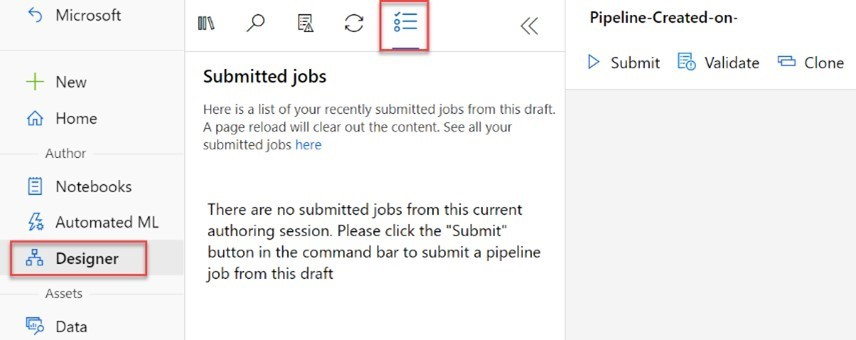 Microsoft
New
Home
Author
Notebooks
Automated ML
Designer
Assets
Data
Submitted jobs
Here is a list of your recently submitted jobs from this draft.
A page reload will clear out the content. See all your
submitted jobs here
There are no submitted jobs from this current
authoring session. Please click the "Submit"
button in the command bar to submit a pipeline
job from this draft
Pipeline-Created-on-
Submit Validate Clone